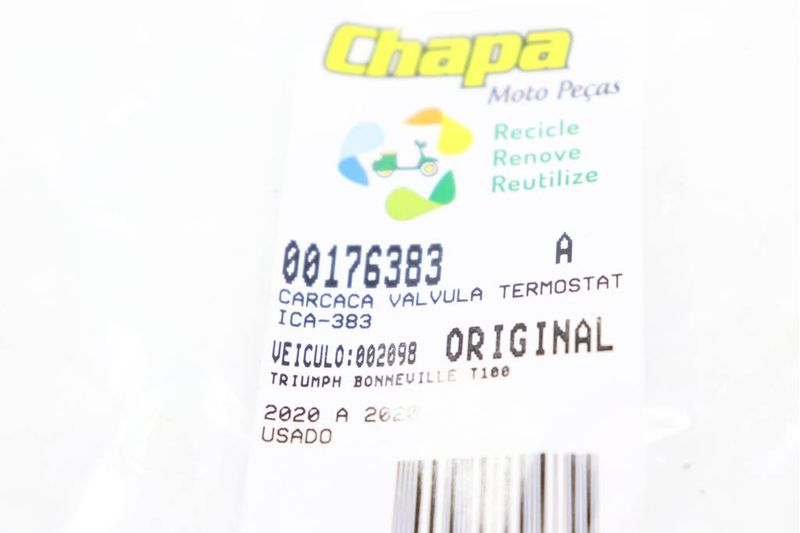 Chapa
Moto Peças
Recicle
Renove
Reutilize
00176383 A
CARCACA VALVULA TERMOSTAT
ICA-383
VEICULO:002098 ORIGINAL
TRIUMPH BONNEVILLE T100
2020 A
USADO